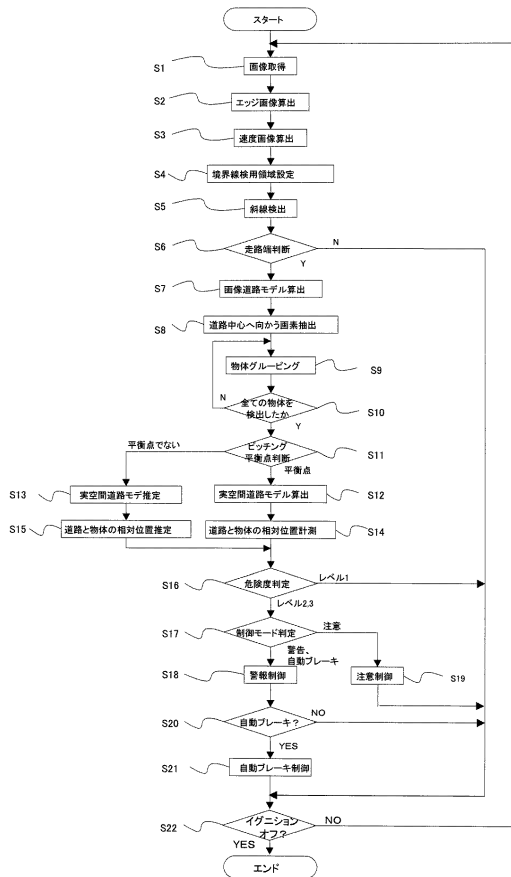 スタート
S1
画像取得
S2
エッジ画像算出
S3
速度画像算出
S4
境界線検用領域設定
S5
斜線検出
S6
走路端判断
N
Y
S7
画像道路モデル算出
S8
道路中心へ向かう画素抽出
物体グルーピング
S9
N
全ての物体を
検出したか
S10
Y
平衡点でない
ピッチング
平衡点判断
S11
平衡点
S13
実空間道路モデ推定
実空間道路モデル算出
S12
S15
道路と物体の相対位置推定
道路と物体の相対位置計測
S14
S16
危険度判定
レベル1
レベル2,3
S17
制御モード判定
注意
警告、
自動ブレーキ
S18
警報制御
注意制御
S19
S20
自動ブレーキ?
NO
YES
S21
自動ブレーキ制御
S22
イグニション
オフ?
NO
YES
エンド